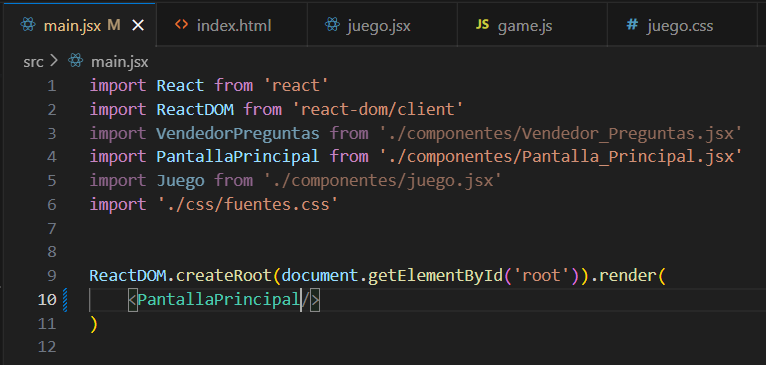 main.jsx M × index.html juego.jsx JS game.js # juego.css
src > main.jsx
1 import React from 'react'
2 import ReactDOM from 'react-dom/client'
3 import VendedorPreguntas from './componentes/Vendedor_Preguntas.jsx'
4 import PantallaPrincipal from './componentes/Pantalla_Principal.jsx'
5 import Juego from './componentes/juego.jsx'
6 import './css/fuentes.css'
7
8
9 ReactDOM.createRoot(document.getElementById('root')).render(
10 <PantallaPrincipal/>
11 )
12